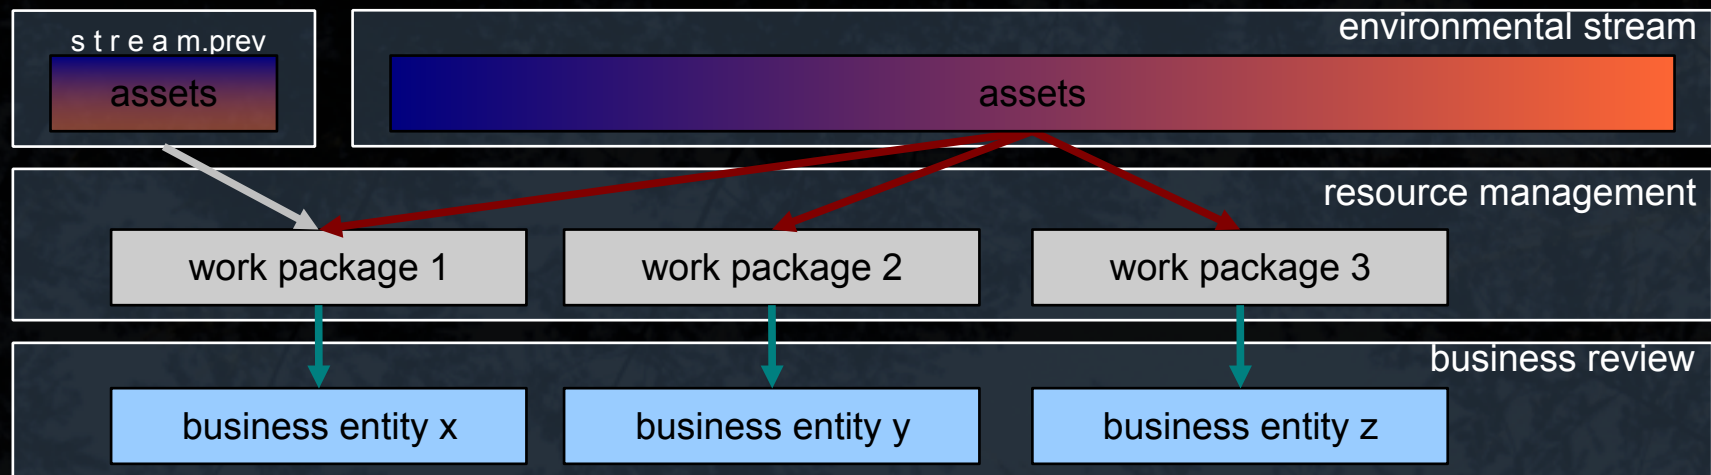 s t r e a m.prev
assets
environmental stream
assets
resource management
work package 1
work package 2
work package 3
business review
business entity x
business entity y
business entity z